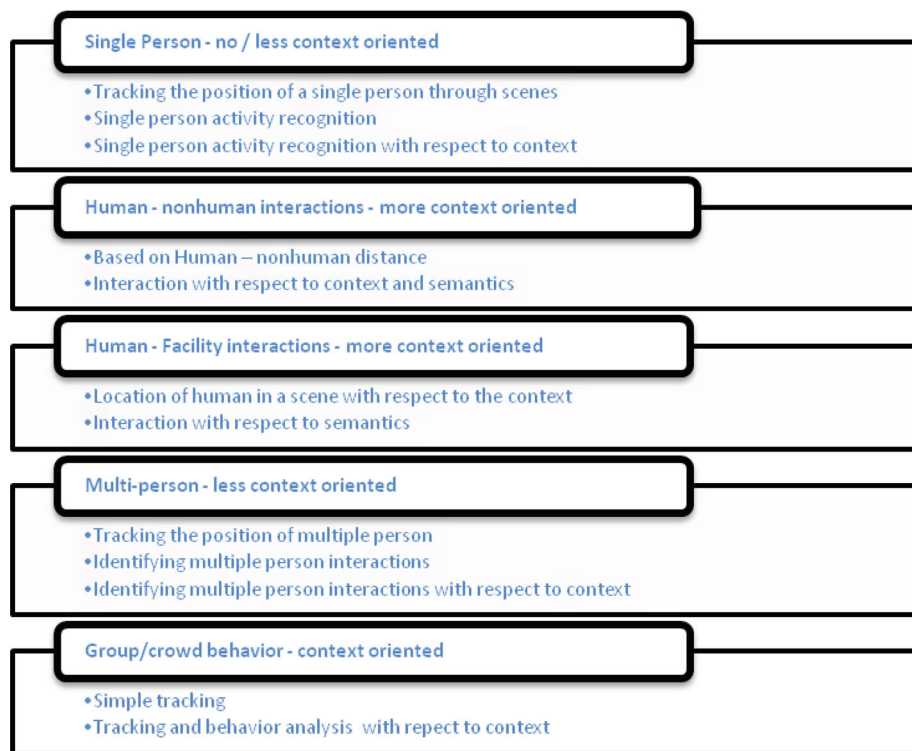 Single Person - no / less context oriented
•Tracking the position of a single person through scenes
•Single person activity recognition
•Single person activity recognition with respect to context
Human - nonhuman interactions - more context oriented
•Based on Human – nonhuman distance
•Interaction with respect to context and semantics
Human - Facility interactions - more context oriented
•Location of human in a scene with respect to the context
•Interaction with respect to semantics
Multi-person - less context oriented
•Tracking the position of multiple person
•Identifying multiple person interactions
•Identifying multiple person interactions with respect to context
Group/crowd behavior - context oriented
•Simple tracking
•Tracking and behavior analysis with repect to context